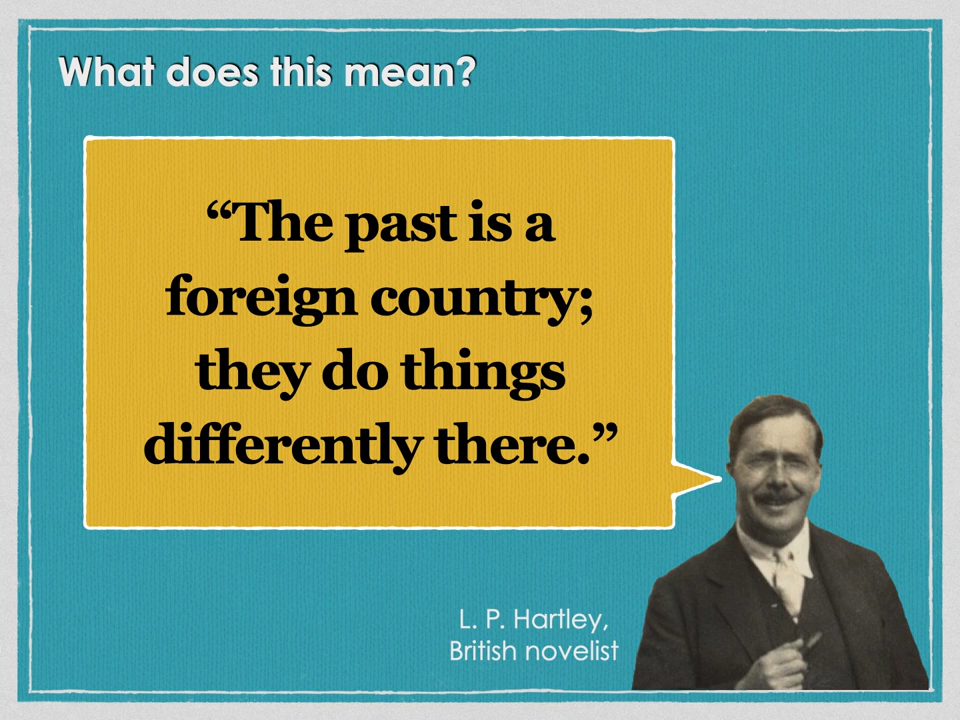 What does this mean?
“The past is a
foreign country;
they do things
differently there.”
L. P. Hartley,
British novelist